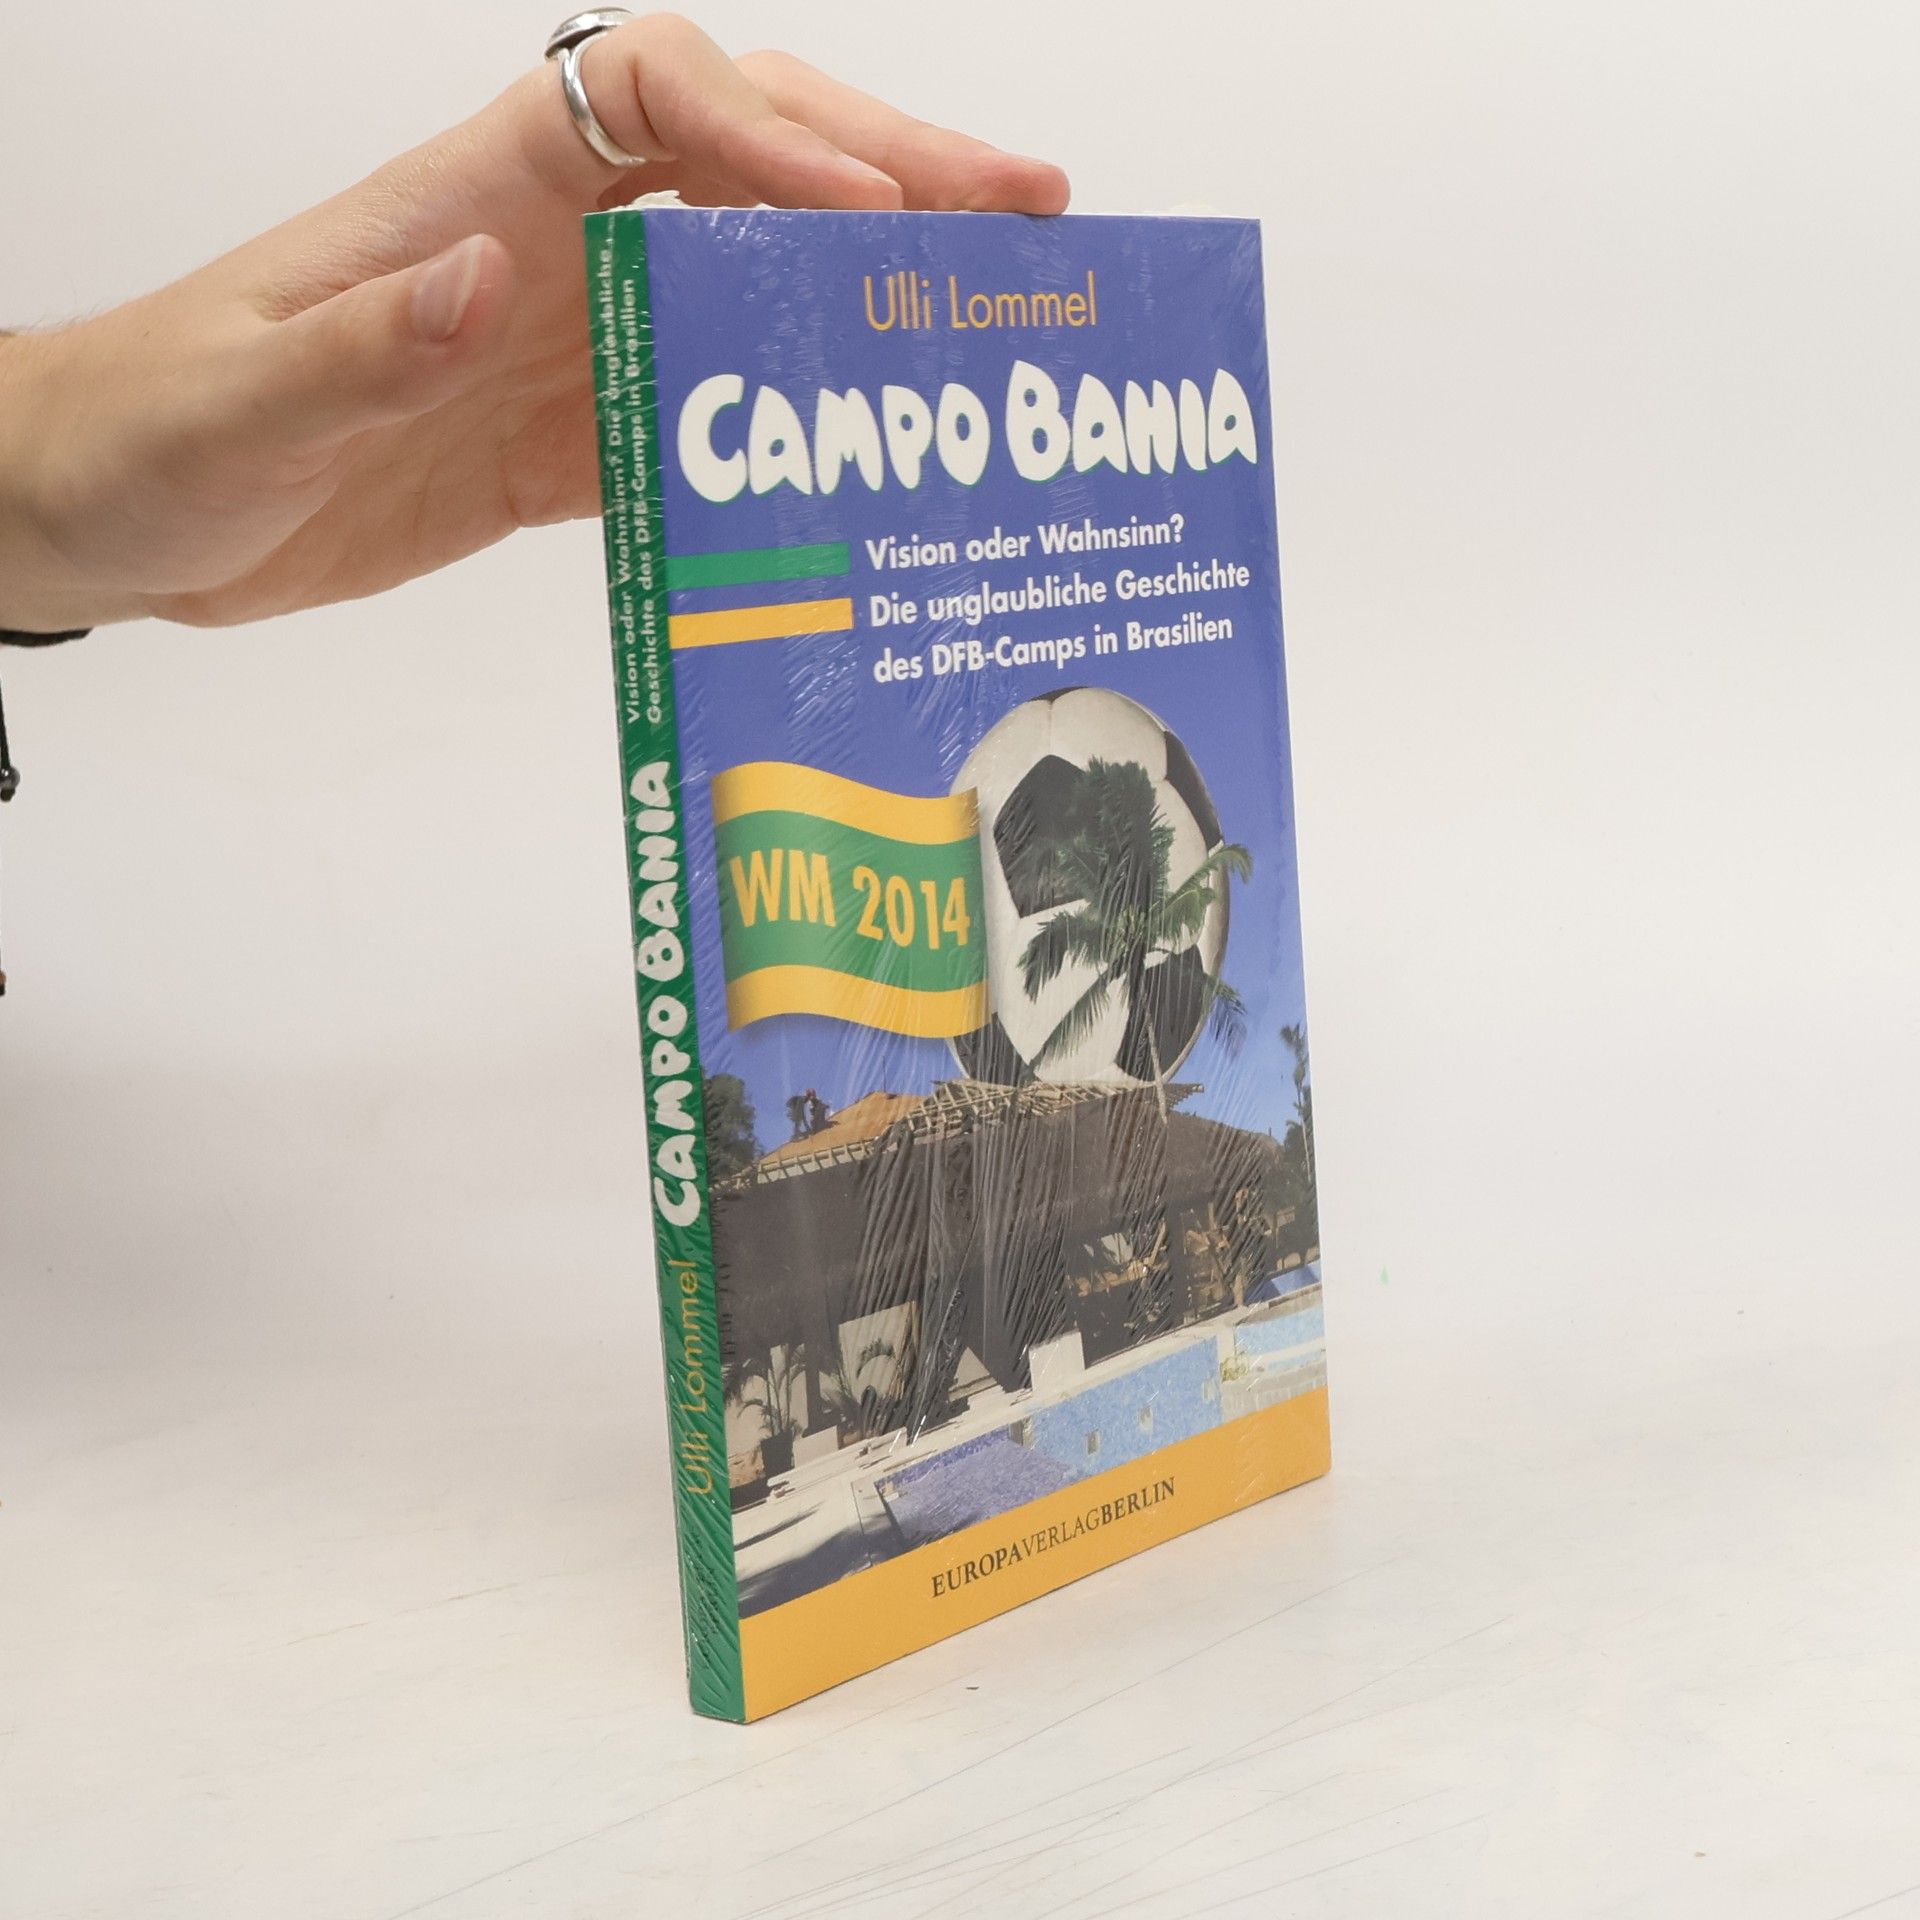 Ulli Lommel
CAMPO BAHIA
Vision oder Wahnsinn?
Die unglaubliche Geschichte
des DFB-Camps in Brasilien
WM 2014
EUROPAVERLAGBERLIN
Ulli Lommel CAMPO BAHIA
Vision oder Wahnsinn? Die unglaubliche
Geschichte des DFB-Camps in Brasilien